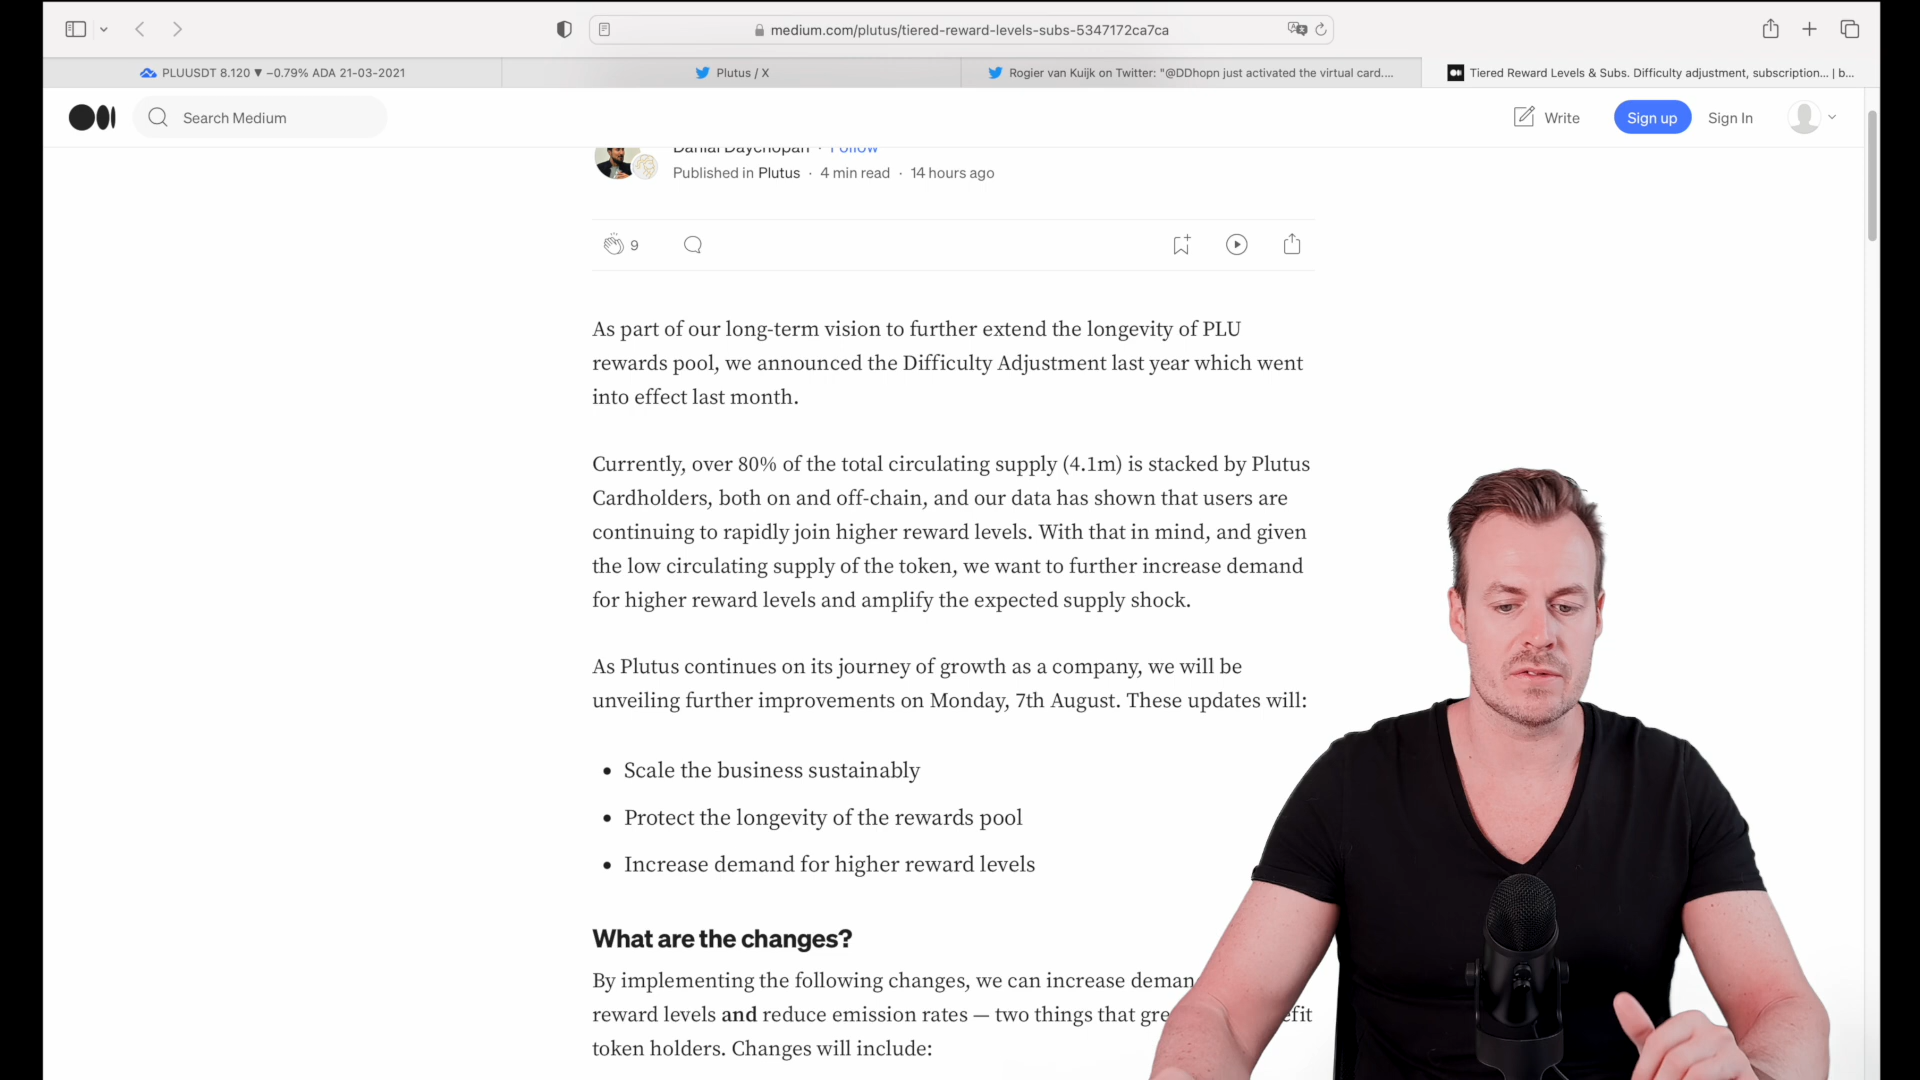 medium.com/plutus/tiered-reward-levels-subs-5347172ca7ca
PLUUSDT 8.120 ▼ −0.79% ADA 21-03-2021
Plutus / X
Rogier van Kuijk on Twitter: "@DDhopn just activated the virtual card....
Tiered Reward Levels & Subs. Difficulty adjustment, subscription... | b...
Search Medium
Write
Sign up
Sign In
Danial Daychopan · Follow
Published in Plutus · 4 min read · 14 hours ago
9
As part of our long-term vision to further extend the longevity of PLU
rewards pool, we announced the Difficulty Adjustment last year which went
into effect last month.
Currently, over 80% of the total circulating supply (4.1m) is stacked by Plutus
Cardholders, both on and off-chain, and our data has shown that users are
continuing to rapidly join higher reward levels. With that in mind, and given
the low circulating supply of the token, we want to further increase demand
for higher reward levels and amplify the expected supply shock.
As Plutus continues on its journey of growth as a company, we will be
unveiling further improvements on Monday, 7th August. These updates will:
• Scale the business sustainably
• Protect the longevity of the rewards pool
• Increase demand for higher reward levels
What are the changes?
By implementing the following changes, we can increase deman
reward levels and reduce emission rates — two things that gre efit
token holders. Changes will include: